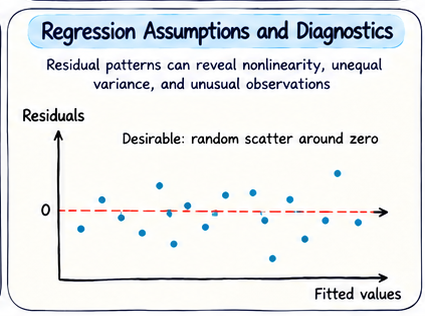 Regression Assumptions and Diagnostics
Residual patterns can reveal nonlinearity, unequal
variance, and unusual observations
Residuals
Desirable: random scatter around zero
0
Fitted values